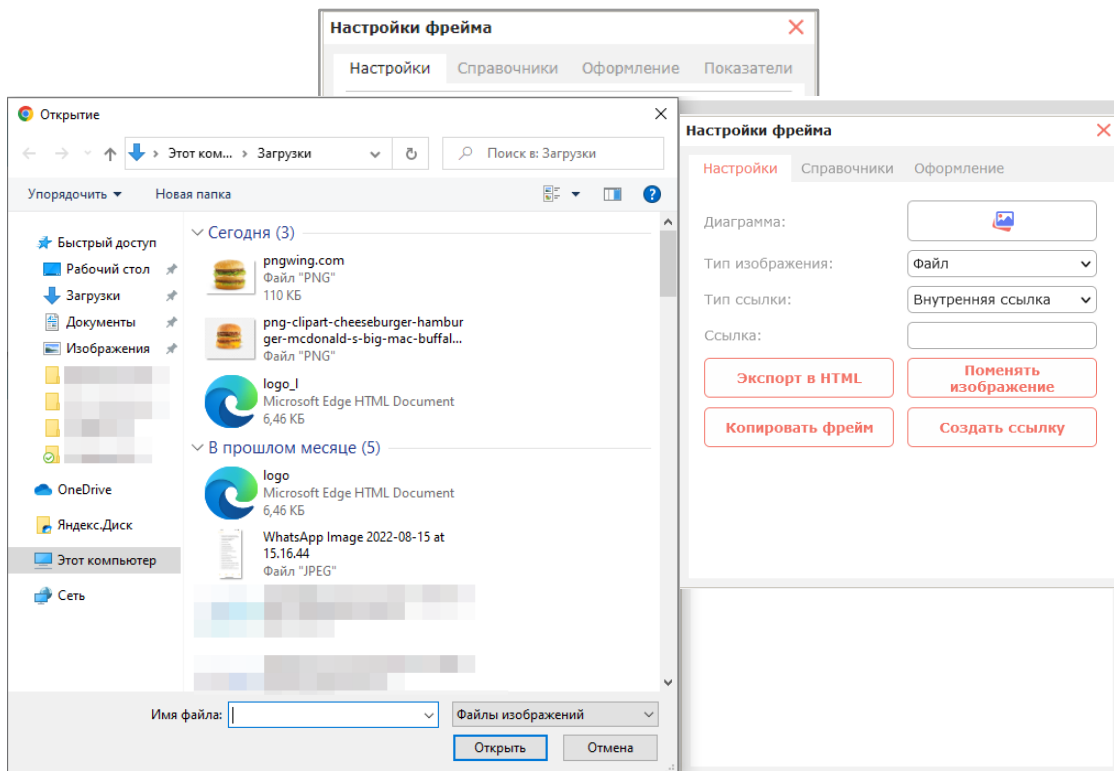 Настройки фрейма
Настройки Справочники Оформление Показатели
Открытие
Этот ком... › Загрузки
Поиск в: Загрузки
Упорядочить
Новая папка
Быстрый доступ
Рабочий стол
Загрузки
Документы
Изображения
OneDrive
Яндекс.Диск
Этот компьютер
Сеть
Сегодня (3)
pngwing.com
Файл "PNG"
110 КБ
png-clipart-cheeseburger-hambur
ger-mcdonald-s-big-mac-buffal...
Файл "PNG"
logo_l
Microsoft Edge HTML Document
6,46 КБ
В прошлом месяце (5)
logo
Microsoft Edge HTML Document
6,46 КБ
WhatsApp Image 2022-08-15 at
15.16.44
Файл "JPEG"
Имя файла:
Файлы изображений
Открыть
Отмена
Настройки фрейма
Настройки Справочники Оформление
Диаграмма:
Тип изображения:
Файл
Тип ссылки:
Внутренняя ссылка
Ссылка:
Экспорт в HTML
Поменять
изображение
Копировать фрейм
Создать ссылку